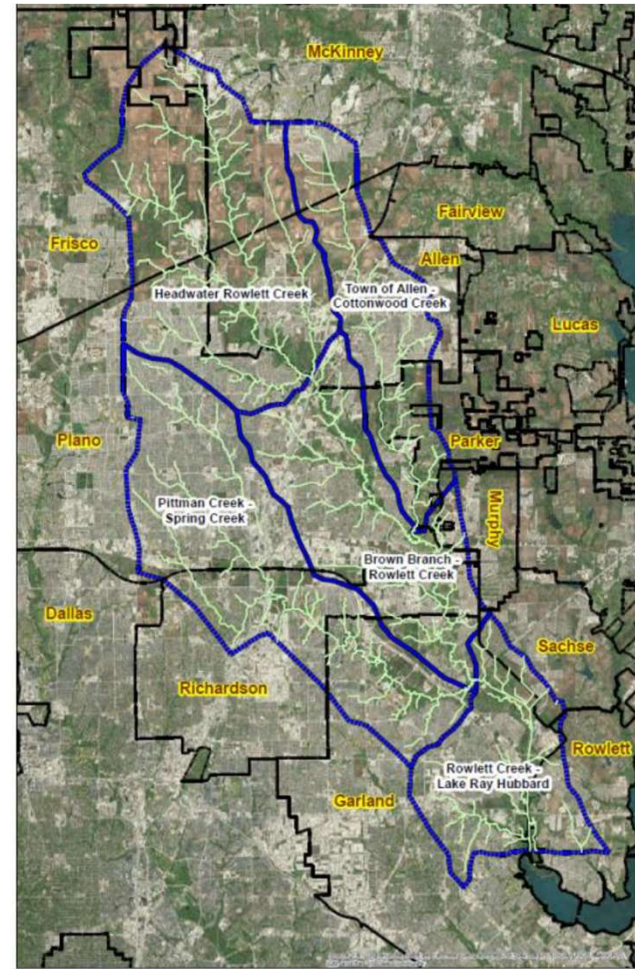 McKinney
Fairview
Frisco
Allen
Headwater Rowlett Creek
Town of Allen -
Cottonwood Creek
Lucas
Plano
Parker
Pittman Creek -
Spring Creek
Murphy
Brown Branch -
Rowlett Creek
Dallas
Sachse
Richardson
Rowlett
Rowlett Creek -
Lake Ray Hubbard
Garland